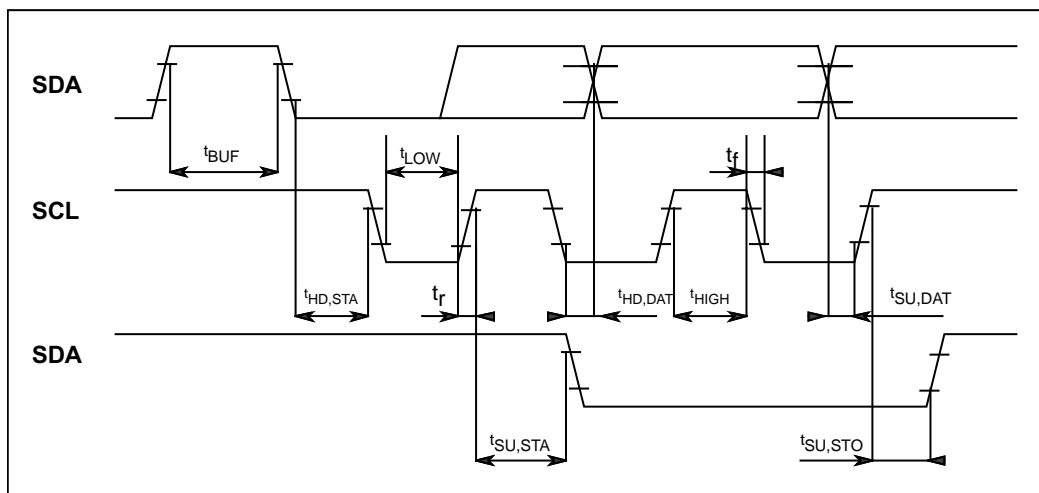 SDA
tBUF
tLOW
tf
SCL
tHD,STA
tr
tHD,DAT
tHIGH
tSU,DAT
SDA
tSU,STA
tSU,STO